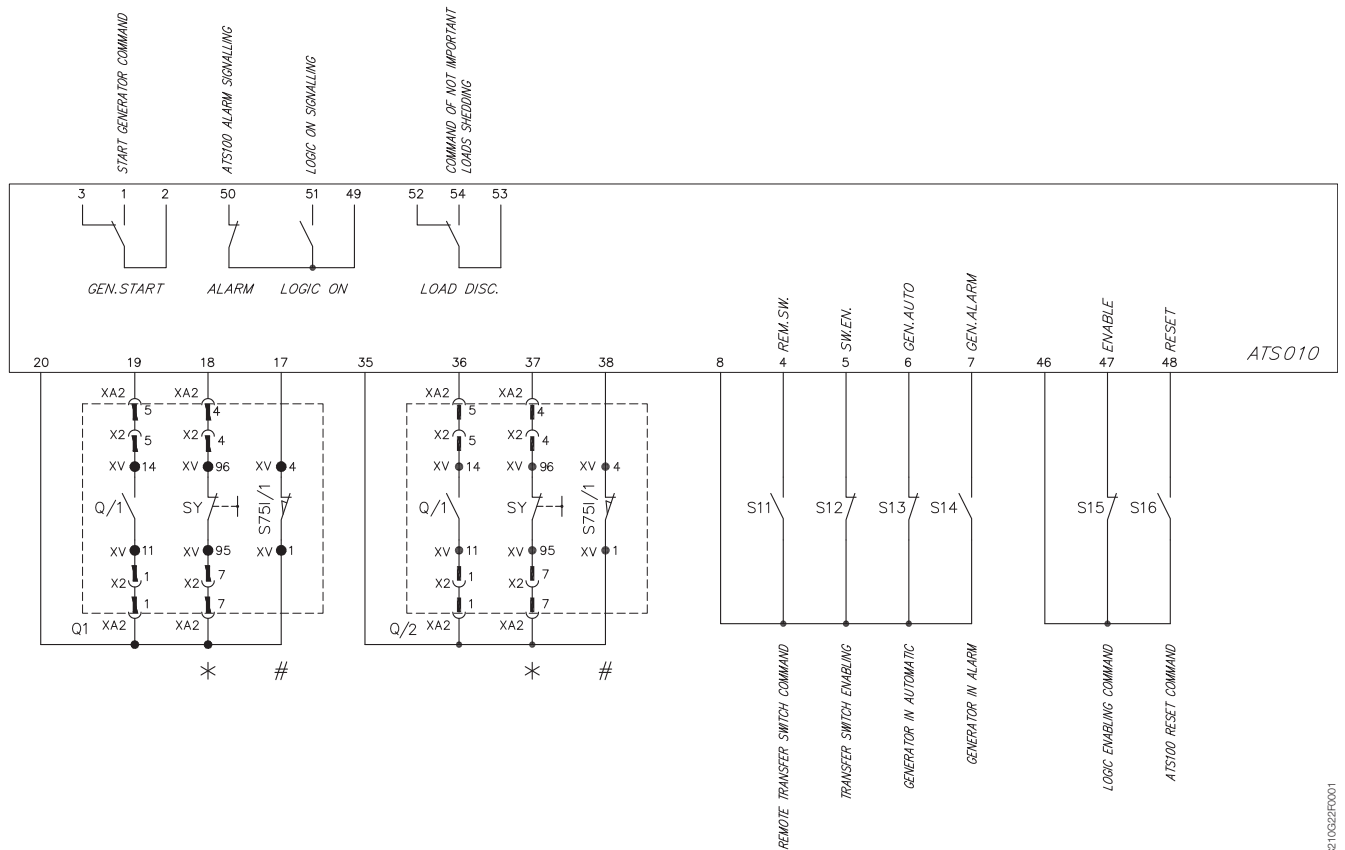 START GENERATOR COMMAND
ATS100 ALARM SIGNALLING
LOGIC ON SIGNALLING
COMMAND OF NOT IMPORTANT
LOADS SHEDDING
3 1 2 50 51 49 52 54 53
GEN.START ALARM LOGIC ON LOAD DISC.
REM.SW.
SW.EN.
GEN.AUTO
GEN.ALARM
ENABLE
RESET
ATS010
20 19 18 17 35 36 37 38 8 4 5 6 7 46 47 48
XA2 XA2 XA2 XA2
5 4 5 4
X2 5 X2 4 X2 5 X2 4
XV 14 XV 96 XV 4 XV 14 XV 96 XV 4
Q/1 SY S75I/1 Q/1 SY S75I/1 S11 S12 S13 S14 S15 S16
XV 11 XV 95 XV 1 XV 11 XV 95 XV 1
X2 1 X2 7 X2 1 X2 7
1 7 1 7
Q1 XA2 XA2 Q/2 XA2 XA2
* # * #
REMOTE TRANSFER SWITCH COMMAND
TRANSFER SWITCH ENABLING
GENERATOR IN AUTOMATIC
GENERATOR IN ALARM
LOGIC ENABLING COMMAND
ATS100 RESET COMMAND